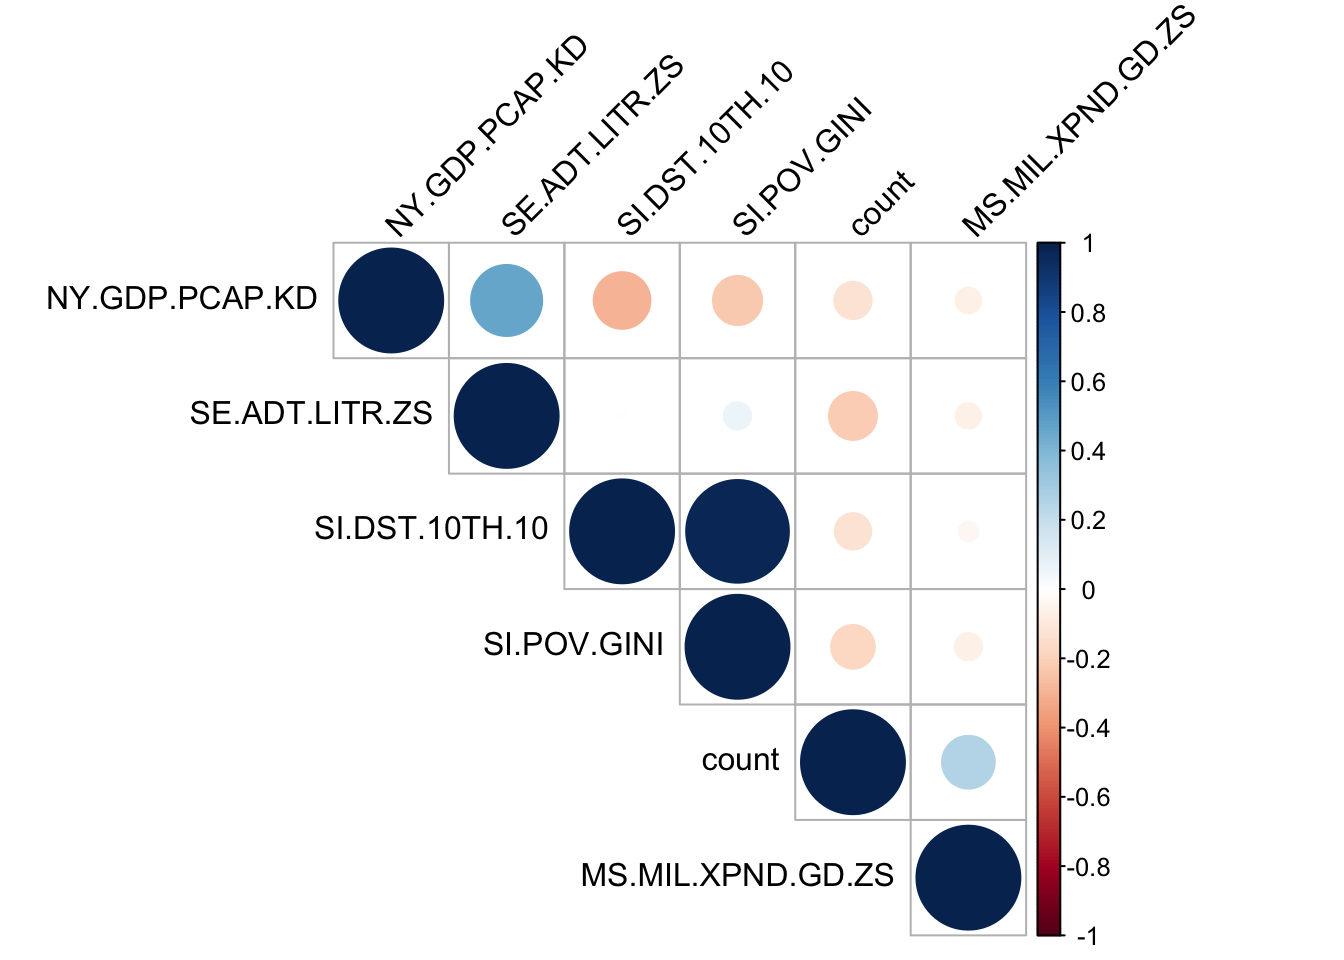 NY.GDP.PCAP.KD
SE.ADT.LITR.ZS
SI.DST.10TH.10
SI.POV.GINI
count
MS.MIL.XPND.GD.ZS
NY.GDP.PCAP.KD
SE.ADT.LITR.ZS
SI.DST.10TH.10
SI.POV.GINI
count
MS.MIL.XPND.GD.ZS
1
0.8
0.6
0.4
0.2
0
-0.2
-0.4
-0.6
-0.8
-1